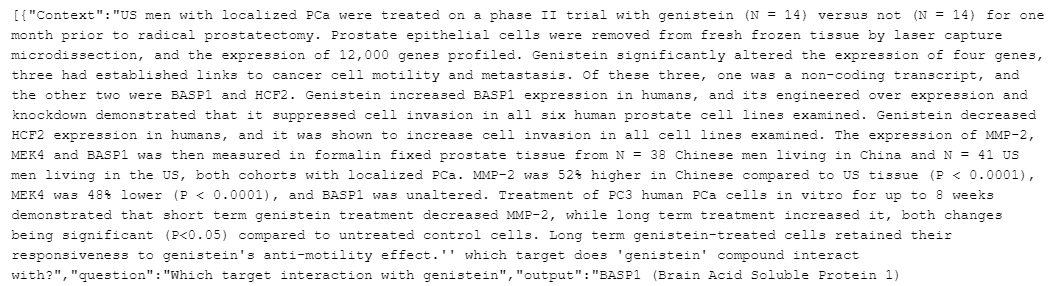 [{"Context":"US men with localized PCa were treated on a phase II trial with genistein (N = 14) versus not (N = 14) for one
month prior to radical prostatectomy. Prostate epithelial cells were removed from fresh frozen tissue by laser capture
microdissection, and the expression of 12,000 genes profiled. Genistein significantly altered the expression of four genes,
three had established links to cancer cell motility and metastasis. Of these three, one was a non-coding transcript, and
the other two were BASP1 and HCF2. Genistein increased BASP1 expression in humans, and its engineered over expression and
knockdown demonstrated that it suppressed cell invasion in all six human prostate cell lines examined. Genistein decreased
HCF2 expression in humans, and it was shown to increase cell invasion in all cell lines examined. The expression of MMP-2,
MEK4 and BASP1 was then measured in formalin fixed prostate tissue from N = 38 Chinese men living in China and N = 41 US
men living in the US, both cohorts with localized PCa. MMP-2 was 52% higher in Chinese compared to US tissue (P < 0.0001),
MEK4 was 48% lower (P < 0.0001), and BASP1 was unaltered. Treatment of PC3 human PCa cells in vitro for up to 8 weeks
demonstrated that short term genistein treatment decreased MMP-2, while long term treatment increased it, both changes
being significant (P<0.05) compared to untreated control cells. Long term genistein-treated cells retained their
responsiveness to genistein's anti-motility effect.'' which target does 'genistein' compound interact
with?","question":"Which target interaction with genistein","output":"BASP1 (Brain Acid Soluble Protein 1)